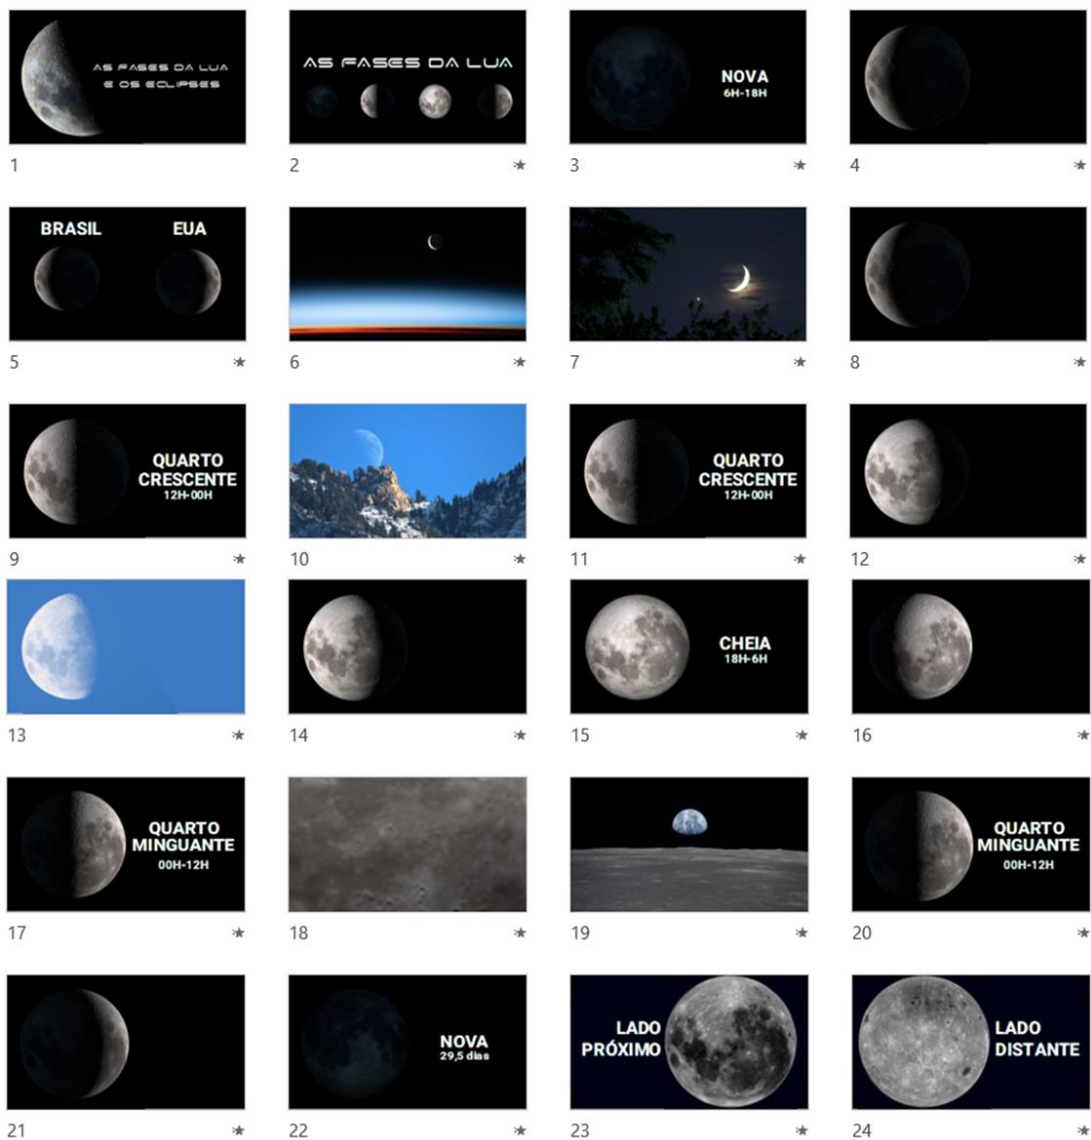 AS FASES DA LUA
E OS ECLIPSES
1
AS FASES DA LUA
2
NOVA
6H-18H
3
4
BRASIL
EUA
5
6
7
8
QUARTO
CRESCENTE
12H-00H
9
10
QUARTO
CRESCENTE
12H-00H
11
12
13
14
CHEIA
18H-6H
15
16
QUARTO
MINGUANTE
00H-12H
17
18
19
QUARTO
MINGUANTE
00H-12H
20
21
NOVA
29,5 dias
22
LADO
PRÓXIMO
23
LADO
DISTANTE
24